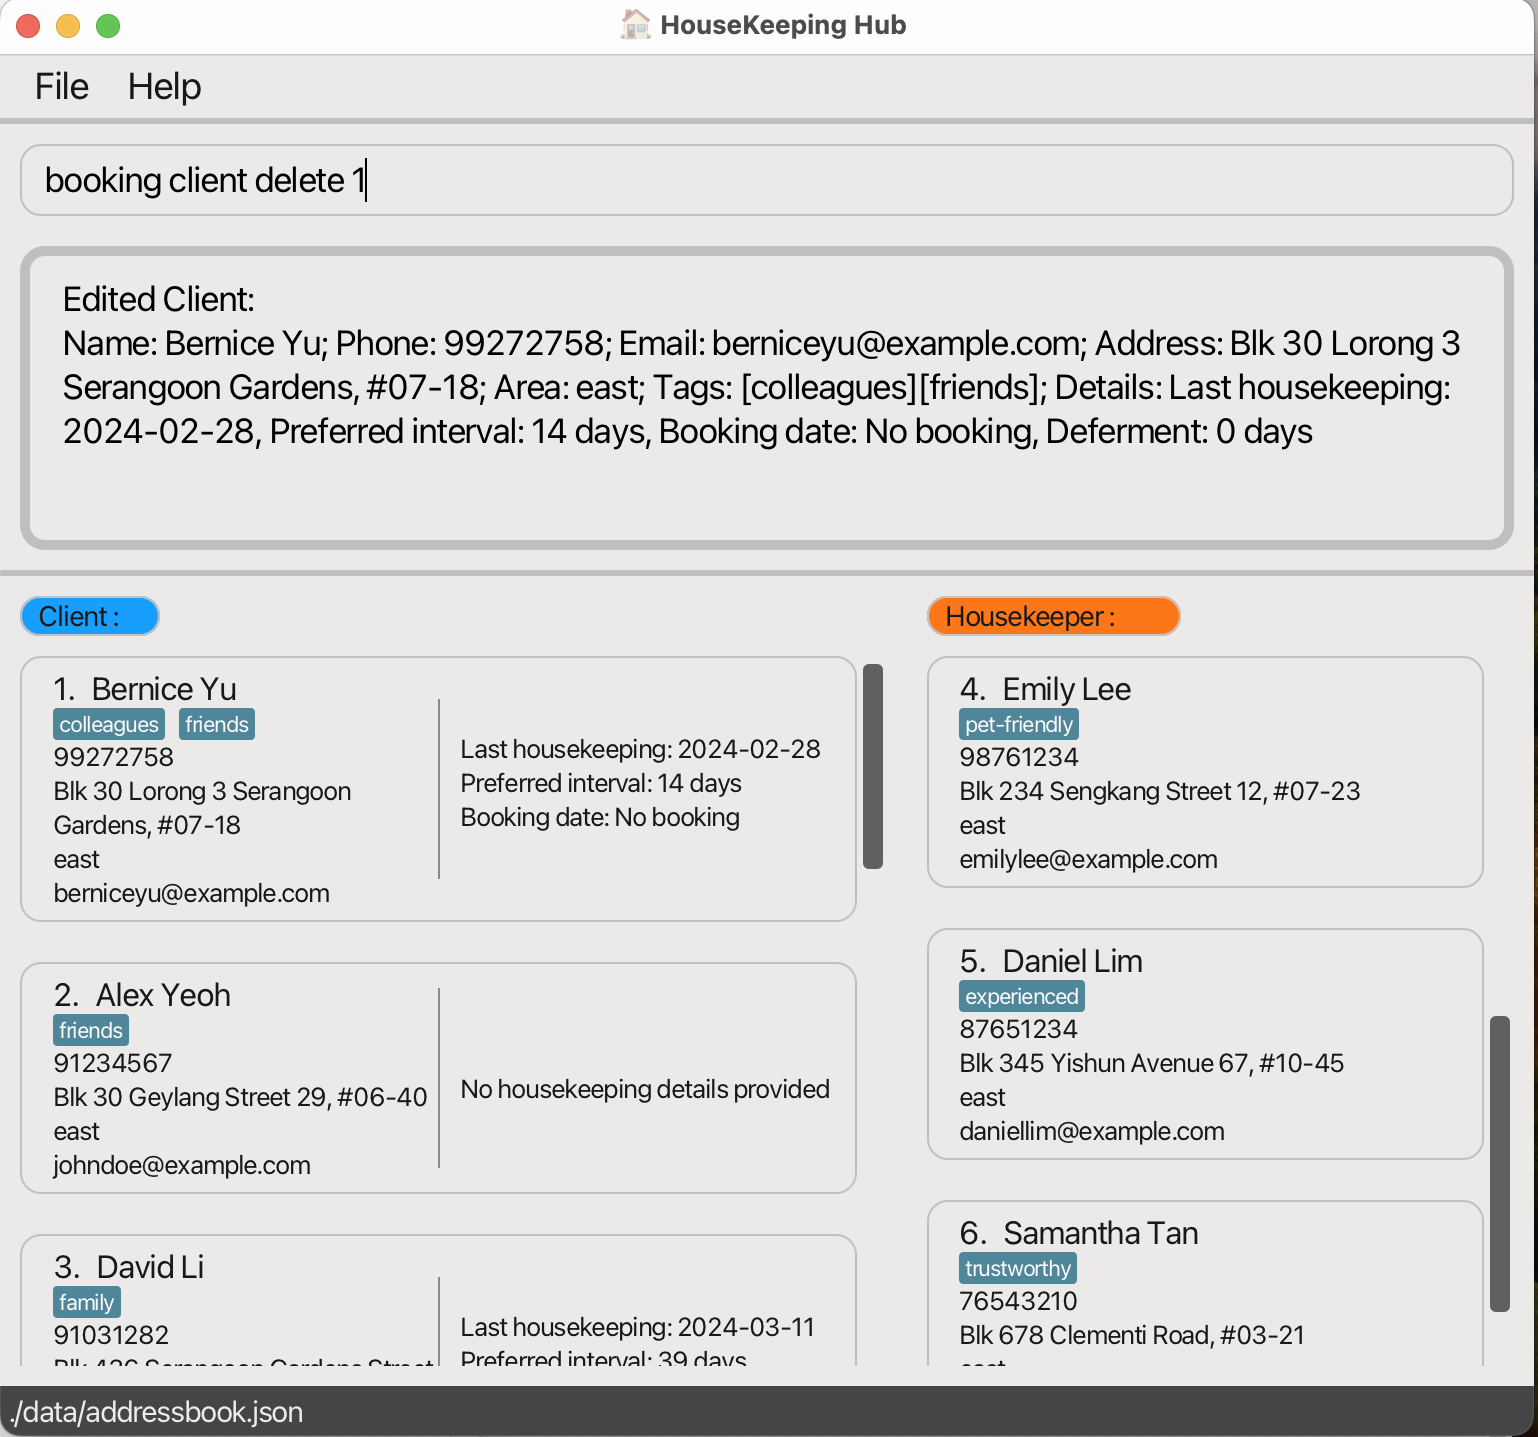 HouseKeeping Hub
File Help
booking client delete 1
Edited Client:
Name: Bernice Yu; Phone: 99272758; Email: berniceyu@example.com; Address: Blk 30 Lorong 3
Serangoon Gardens, #07-18; Area: east; Tags: [colleagues][friends]; Details: Last housekeeping:
2024-02-28, Preferred interval: 14 days, Booking date: No booking, Deferment: 0 days
Client :
1. Bernice Yu
colleagues friends
99272758
Blk 30 Lorong 3 Serangoon
Gardens, #07-18
east
berniceyu@example.com
Last housekeeping: 2024-02-28
Preferred interval: 14 days
Booking date: No booking
2. Alex Yeoh
friends
91234567
Blk 30 Geylang Street 29, #06-40
east
johndoe@example.com
No housekeeping details provided
3. David Li
family
91031282
Blk 436 Serangoon Gardens Street
Last housekeeping: 2024-03-11
Preferred interval: 39 days
Housekeeper :
4. Emily Lee
pet-friendly
98761234
Blk 234 Sengkang Street 12, #07-23
east
emilylee@example.com
5. Daniel Lim
experienced
87651234
Blk 345 Yishun Avenue 67, #10-45
east
daniellim@example.com
6. Samantha Tan
trustworthy
76543210
Blk 678 Clementi Road, #03-21
east
./data/addressbook.json